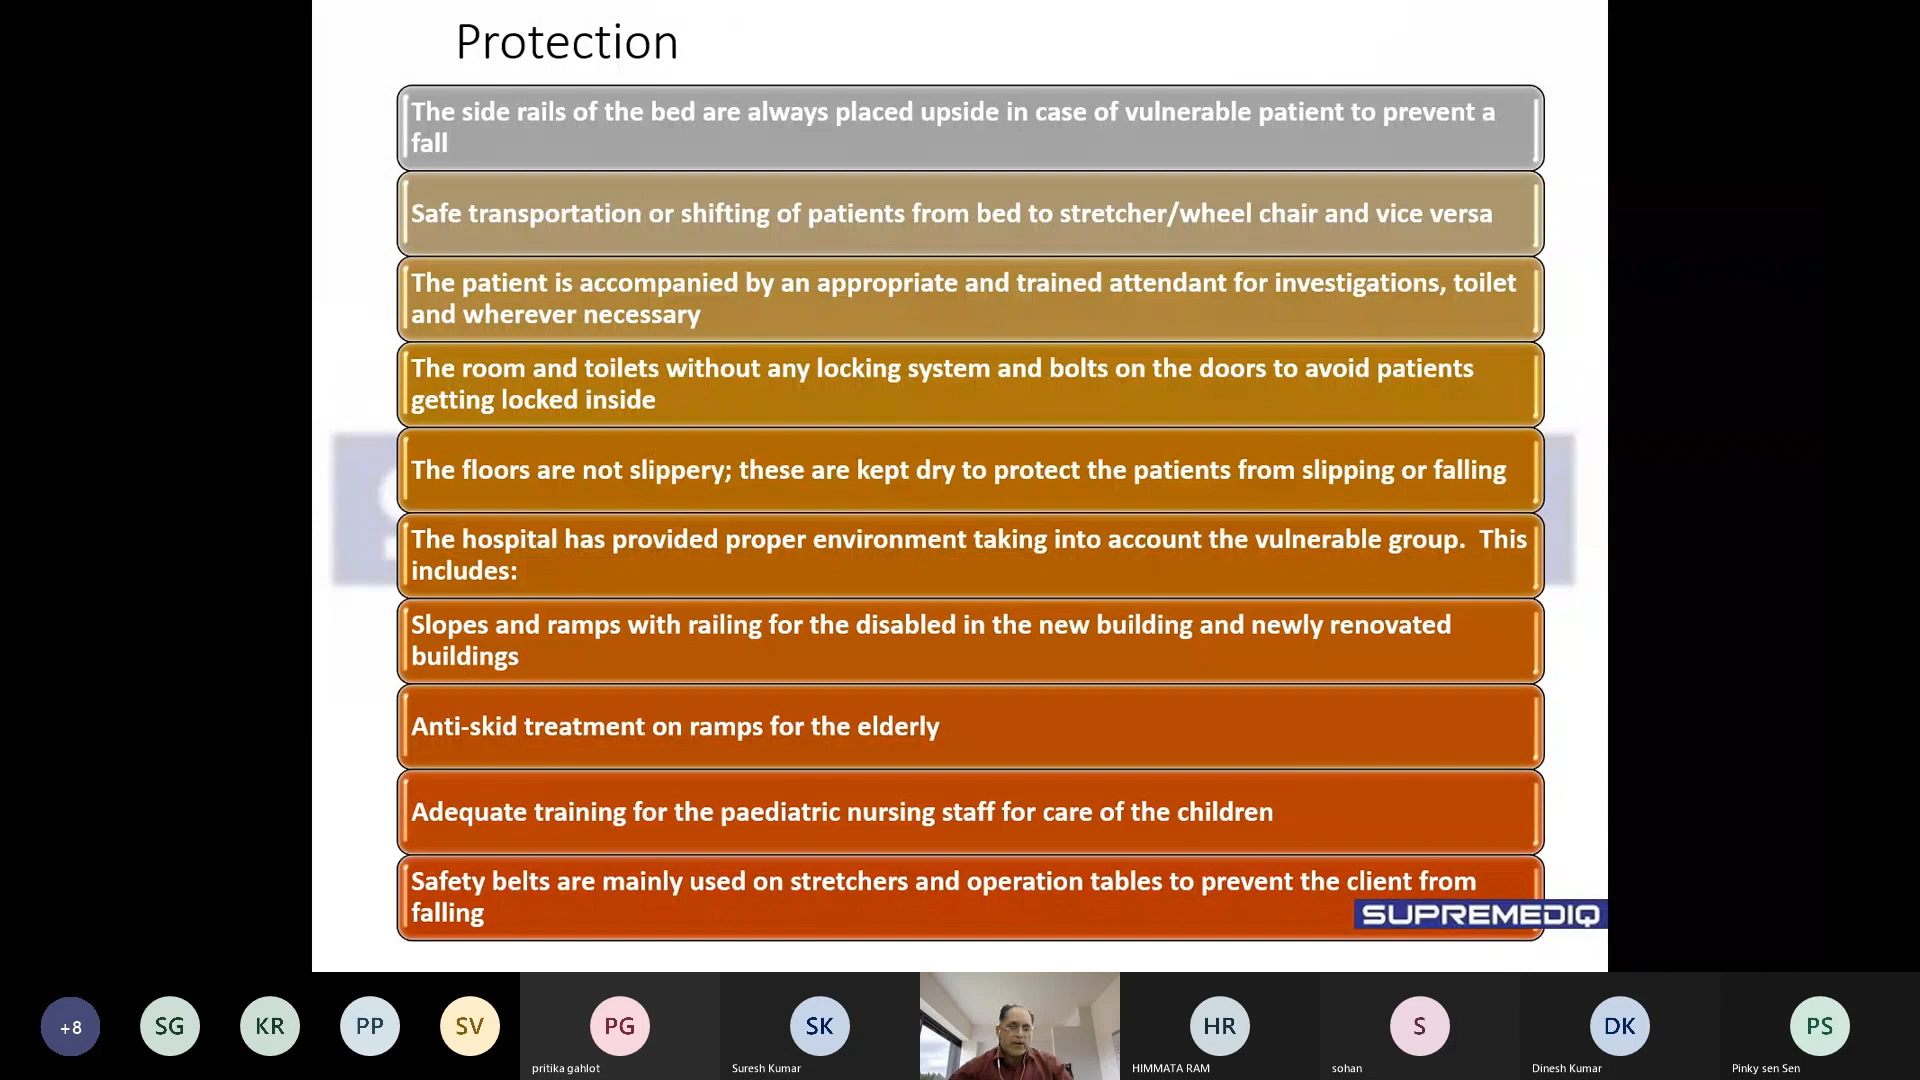 Protection
The side rails of the bed are always placed upside in case of vulnerable patient to prevent a
fall
Safe transportation or shifting of patients from bed to stretcher/wheel chair and vice versa
The patient is accompanied by an appropriate and trained attendant for investigations, toilet
and wherever necessary
The room and toilets without any locking system and bolts on the doors to avoid patients
getting locked inside
The floors are not slippery; these are kept dry to protect the patients from slipping or falling
The hospital has provided proper environment taking into account the vulnerable group.  This
includes:
Slopes and ramps with railing for the disabled in the new building and newly renovated
buildings
Anti-skid treatment on ramps for the elderly
Adequate training for the paediatric nursing staff for care of the children
Safety belts are mainly used on stretchers and operation tables to prevent the client from
falling
SUPREMEDIQ
+8
SG
KR
PP
SV
PG
pritika gahlot
SK
Suresh Kumar
HR
HIMMATA RAM
S
sohan
DK
Dinesh Kumar
PS
Pinky sen Sen